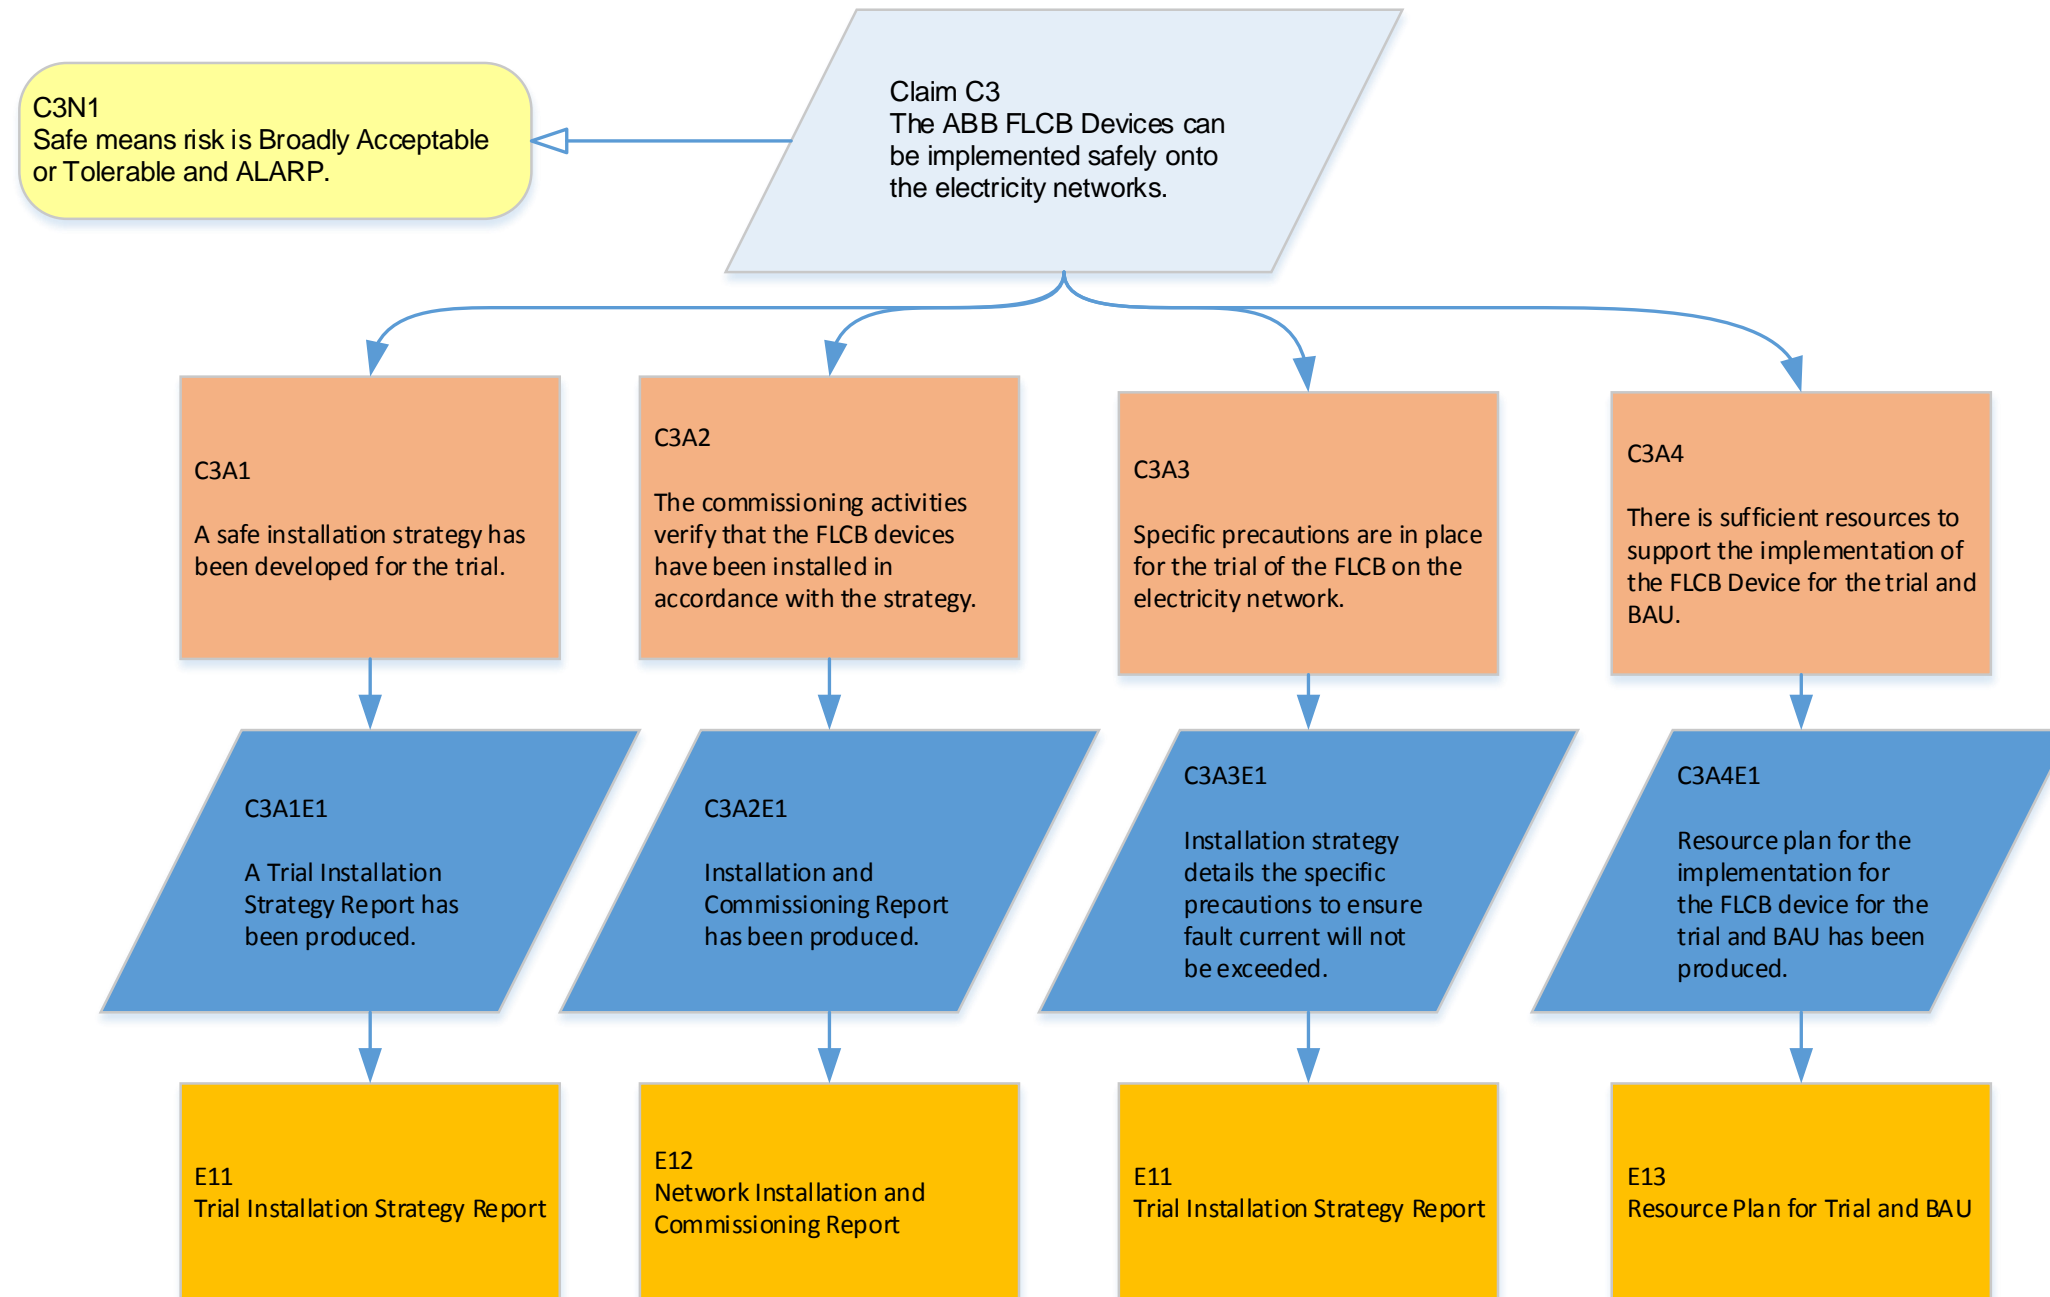 C3N1
Safe means risk is Broadly Acceptable
or Tolerable and ALARP.
Claim C3
The ABB FLCB Devices can
be implemented safely onto
the electricity networks.
C3A1
A safe installation strategy has
been developed for the trial.
C3A2
The commissioning activities
verify that the FLCB devices
have been installed in
accordance with the strategy.
C3A3
Specific precautions are in place
for the trial of the FLCB on the
electricity network.
C3A4
There is sufficient resources to
support the implementation of
the FLCB Device for the trial and
BAU.
C3A1E1
A Trial Installation
Strategy Report has
been produced.
C3A2E1
Installation and
Commissioning Report
has been produced.
C3A3E1
Installation strategy
details the specific
precautions to ensure
fault current will not
be exceeded.
C3A4E1
Resource plan for the
implementation for
the FLCB device for the
trial and BAU has been
produced.
E11
Trial Installation Strategy Report
E12
Network Installation and
Commissioning Report
E11
Trial Installation Strategy Report
E13
Resource Plan for Trial and BAU